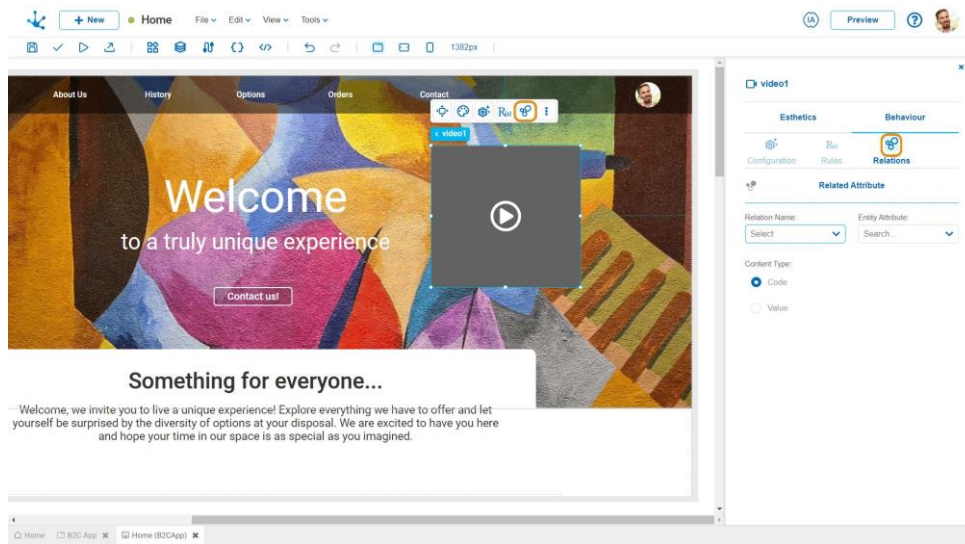 + New
Home
File
Edit
View
Tools
IA
Preview
?
1382px
About Us
History
Options
Orders
Contact
R(x)
video1
Welcome
to a truly unique experience
Contact us!
Something for everyone...
Welcome, we invite you to live a unique experience! Explore everything we have to offer and let
yourself be surprised by the diversity of options at your disposal. We are excited to have you here
and hope your time in our space is as special as you imagined.
video1
Esthetics
Behaviour
Configuration
Rules
Relations
Related Attribute
Relation Name:
Entity Attribute:
Select
Search...
Content Type:
Code
Value
Home
B2C App
Home (B2CApp)